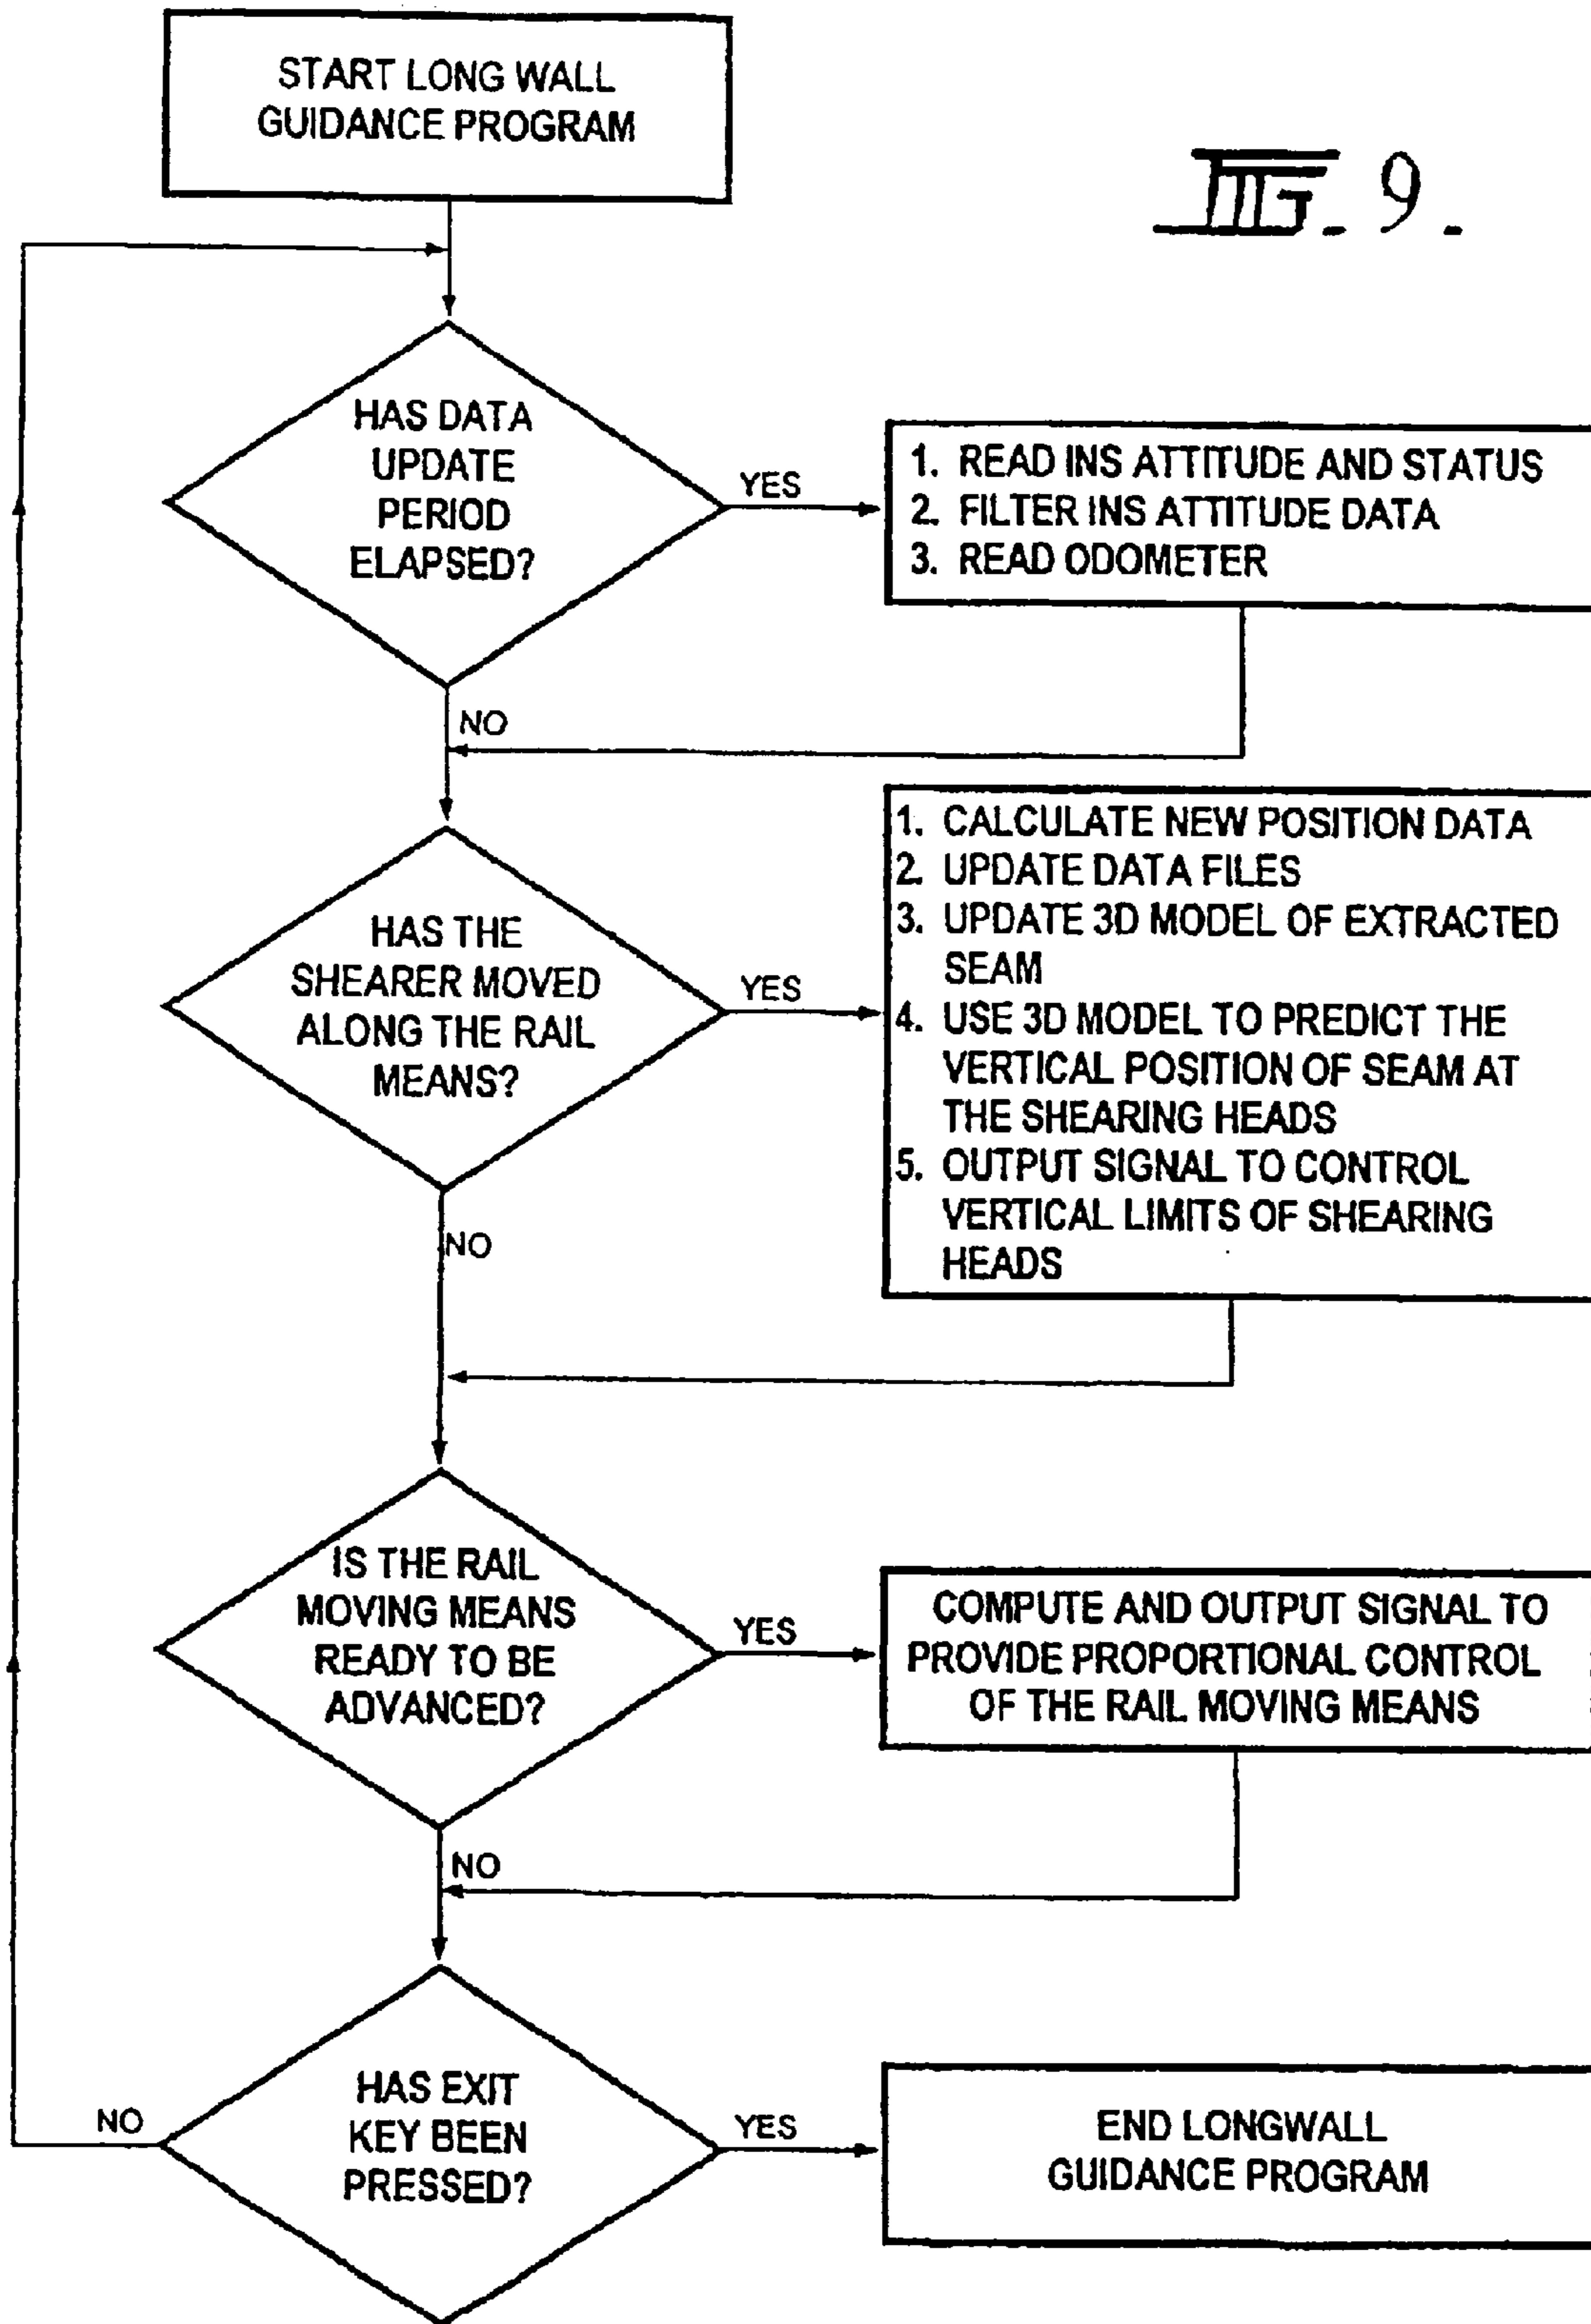 START LONG WALL
GUIDANCE PROGRAM
FIG. 9.
HAS DATA
UPDATE
PERIOD
ELAPSED?
YES
1. READ INS ATTITUDE AND STATUS
2. FILTER INS ATTITUDE DATA
3. READ ODOMETER
NO
HAS THE
SHEARER MOVED
ALONG THE RAIL
MEANS?
YES
1. CALCULATE NEW POSITION DATA
2. UPDATE DATA FILES
3. UPDATE 3D MODEL OF EXTRACTED
SEAM
4. USE 3D MODEL TO PREDICT THE
VERTICAL POSITION OF SEAM AT
THE SHEARING HEADS
5. OUTPUT SIGNAL TO CONTROL
VERTICAL LIMITS OF SHEARING
HEADS
NO
IS THE RAIL
MOVING MEANS
READY TO BE
ADVANCED?
YES
COMPUTE AND OUTPUT SIGNAL TO
PROVIDE PROPORTIONAL CONTROL
OF THE RAIL MOVING MEANS
NO
HAS EXIT
KEY BEEN
PRESSED?
NO
YES
END LONGWALL
GUIDANCE PROGRAM